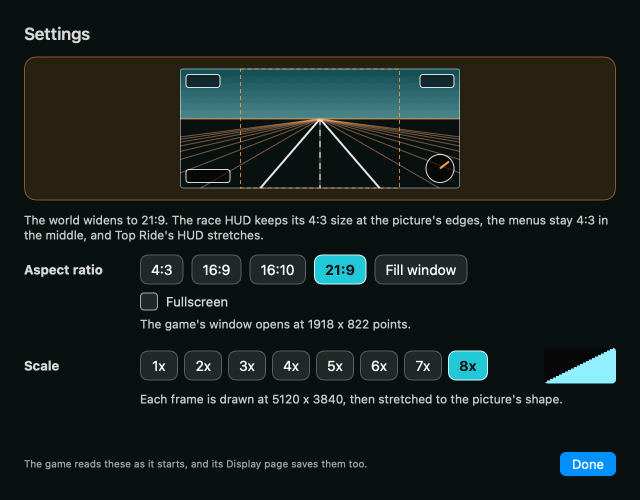 Settings
The world widens to 21:9. The race HUD keeps its 4:3 size at the picture's edges, the menus stay 4:3 in
the middle, and Top Ride's HUD stretches.
Aspect ratio 4:3 16:9 16:10 21:9 Fill window
Fullscreen
The game's window opens at 1918 x 822 points.
Scale 1x 2x 3x 4x 5x 6x 7x 8x
Each frame is drawn at 5120 x 3840, then stretched to the picture's shape.
The game reads these as it starts, and its Display page saves them too. Done